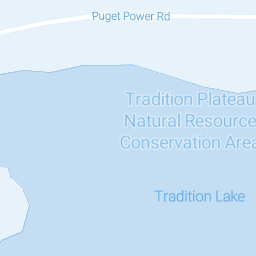 Puget Power Rd
Tradition Plateau
Natural Resource
Conservation Area
Tradition Lake